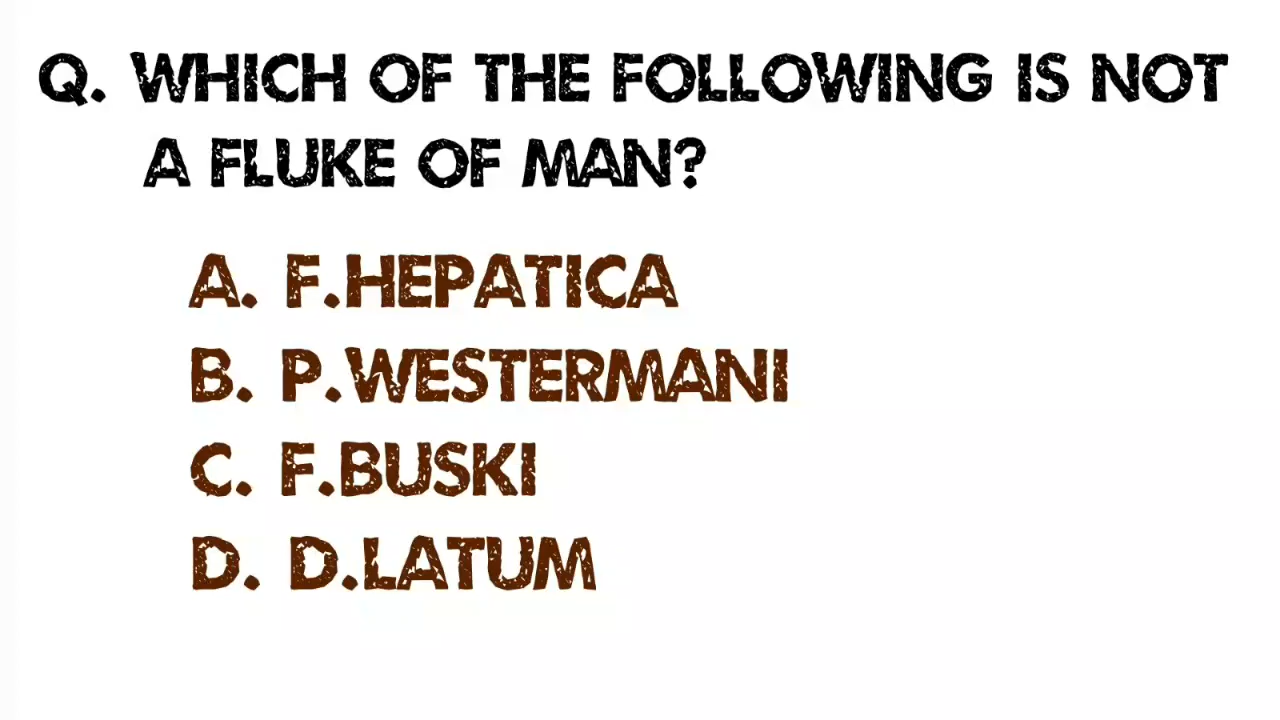 Q. WHICH OF THE FOLLOWING IS NOT
A FLUKE OF MAN?
A. F.HEPATICA
B. P.WESTERMANI
C. F.BUSKI
D. D.LATUM